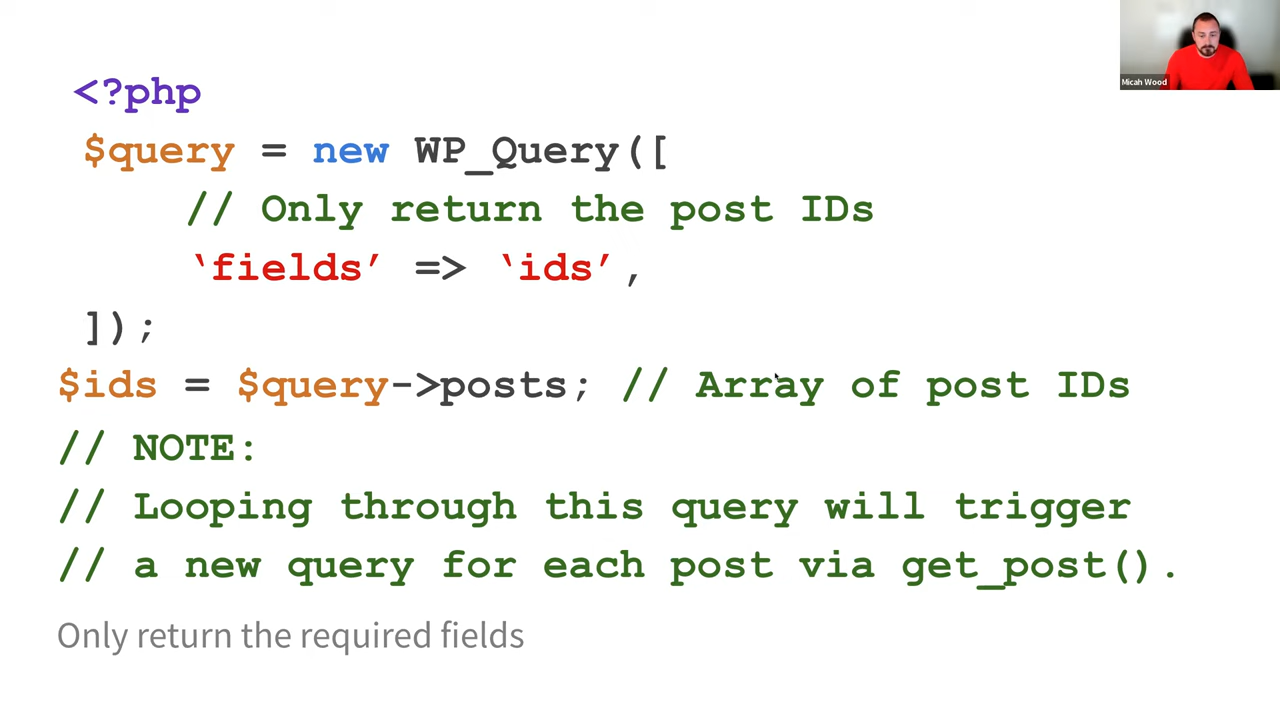 <?php
$query = new WP_Query([
// Only return the post IDs
‘fields’ => ‘ids’,
]);
$ids = $query->posts; // Array of post IDs
// NOTE:
// Looping through this query will trigger
// a new query for each post via get_post().
Only return the required fields
Micah Wood